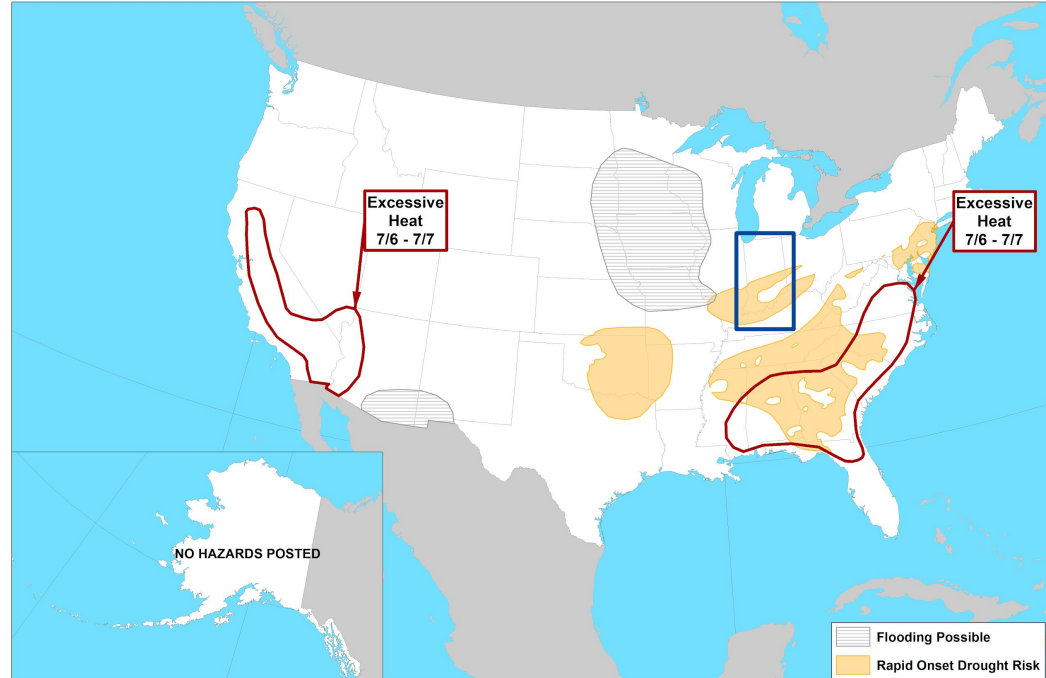 Excessive
Heat
7/6 - 7/7
Excessive
Heat
7/6 - 7/7
NO HAZARDS POSTED
Flooding Possible
Rapid Onset Drought Risk